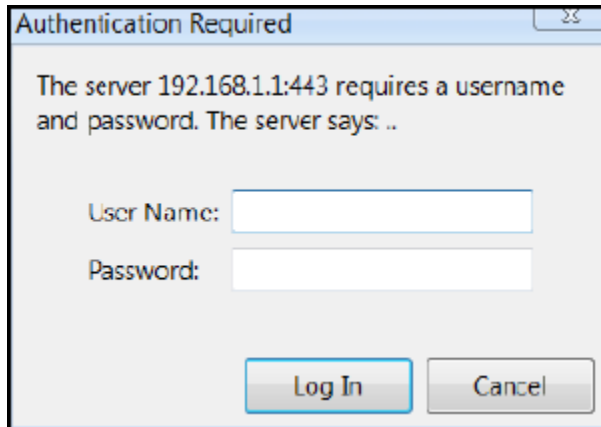 Authentication Required
The server 192.168.1.1:443 requires a username
and password. The server says: ..
User Name:
Password:
Log In
Cancel